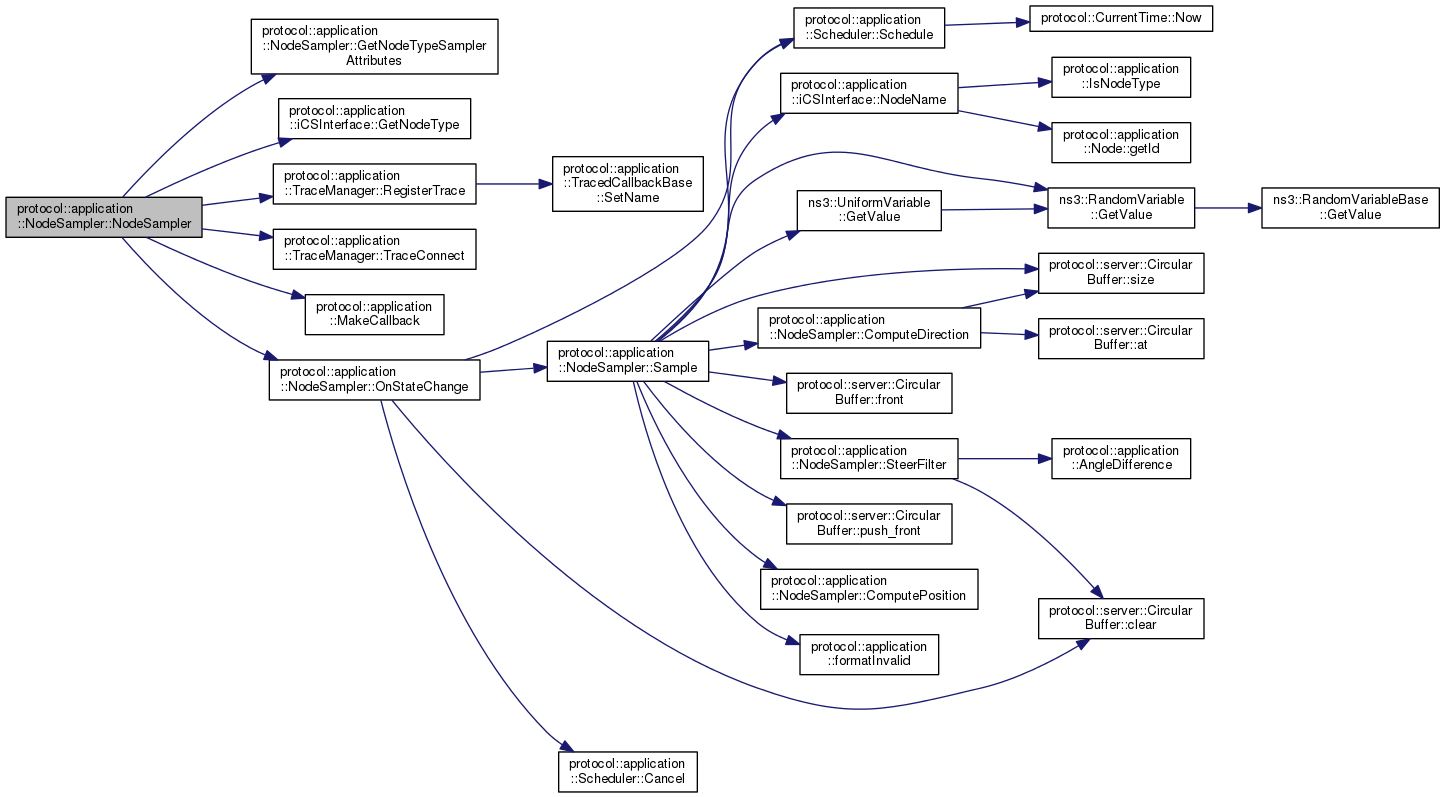 protocol::application
::NodeSampler::NodeSampler
protocol::application
::NodeSampler::GetNodeTypeSampler
Attributes
protocol::application
::iCSInterface::GetNodeType
protocol::application
::TraceManager::RegisterTrace
protocol::application
::TraceManager::TraceConnect
protocol::application
::MakeCallback
protocol::application
::NodeSampler::OnStateChange
protocol::application
::TracedCallbackBase
::SetName
protocol::application
::NodeSampler::Sample
protocol::application
::Scheduler::Cancel
protocol::application
::Scheduler::Schedule
protocol::application
::iCSInterface::NodeName
ns3::UniformVariable
::GetValue
protocol::application
::NodeSampler::ComputeDirection
protocol::server::Circular
Buffer::front
protocol::application
::NodeSampler::SteerFilter
protocol::server::Circular
Buffer::push_front
protocol::application
::NodeSampler::ComputePosition
protocol::application
::formatInvalid
protocol::CurrentTime::Now
protocol::application
::IsNodeType
protocol::application
::Node::getId
ns3::RandomVariable
::GetValue
protocol::server::Circular
Buffer::size
protocol::server::Circular
Buffer::at
protocol::application
::AngleDifference
protocol::server::Circular
Buffer::clear
ns3::RandomVariableBase
::GetValue